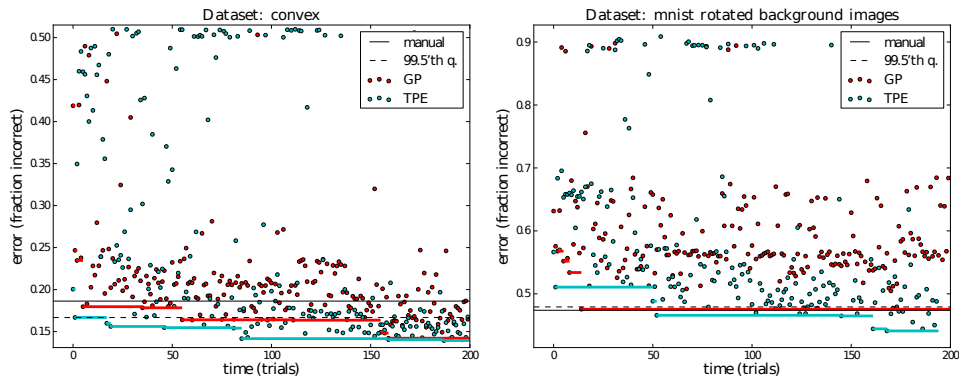 Dataset: convex
error (fraction incorrect)
0.50
0.45
0.40
0.35
0.30
0.25
0.20
0.15
0
50
100
150
200
time (trials)
manual
99.5'th q.
GP
TPE
Dataset: mnist rotated background images
error (fraction incorrect)
0.9
0.8
0.7
0.6
0.5
0
50
100
150
200
time (trials)
manual
99.5'th q.
GP
TPE